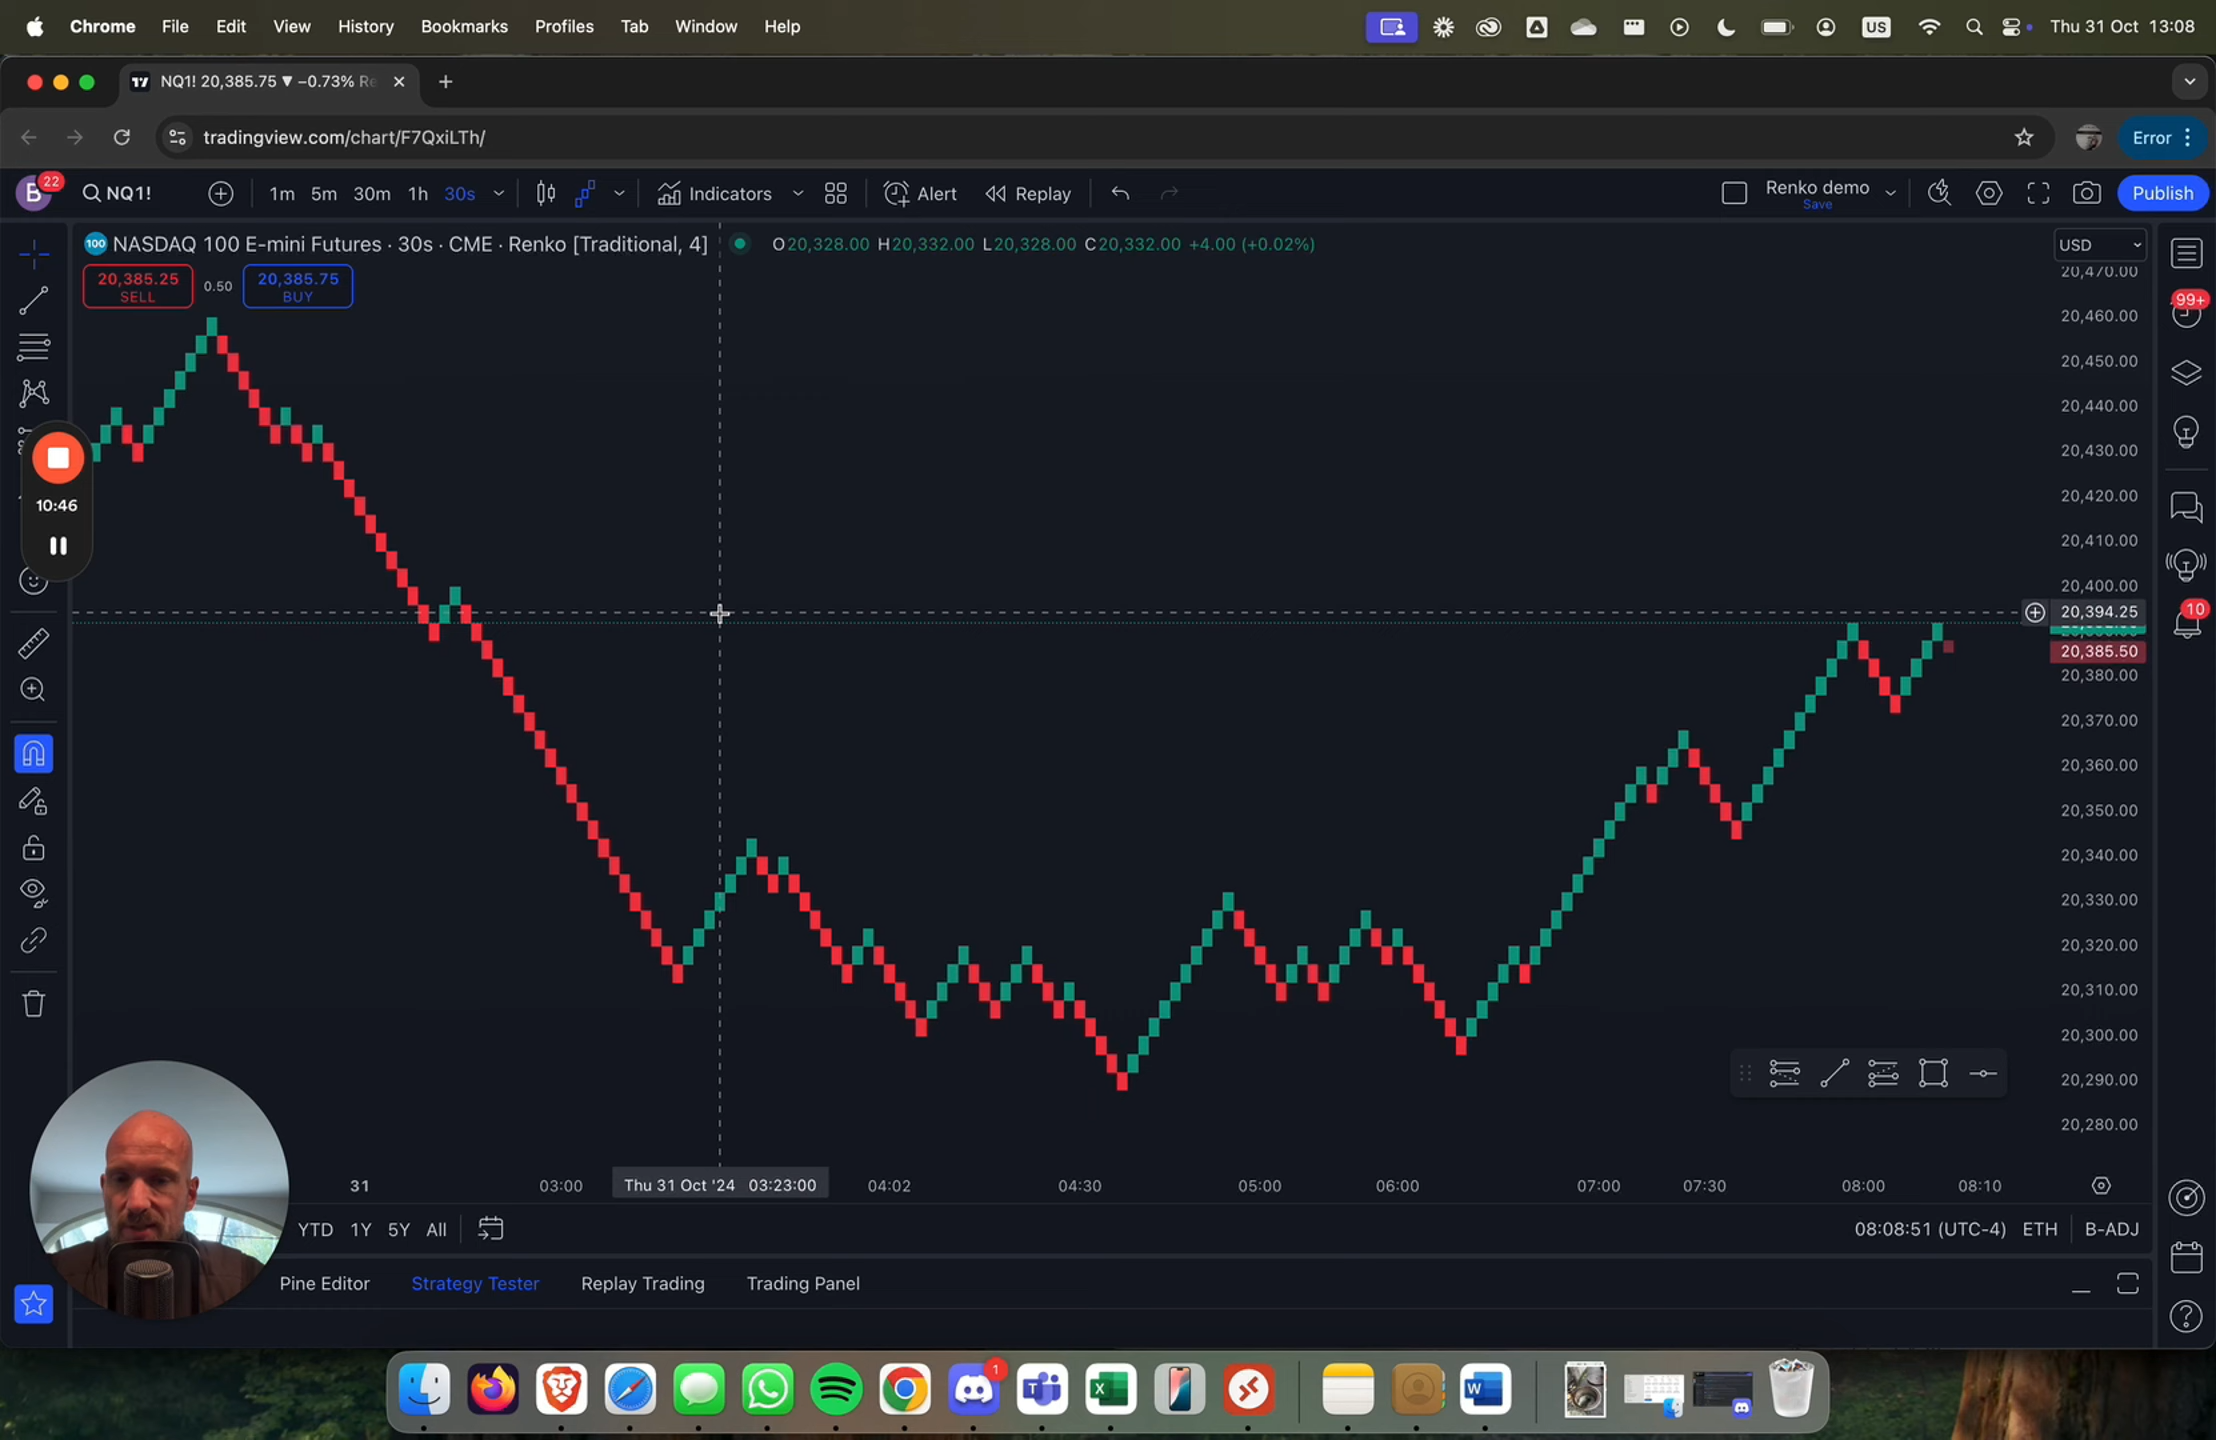 Chrome File Edit View History Bookmarks Profiles Tab Window Help US Thu 31 Oct 13:08
NQ1! 20,385.75 ▼ −0.73% Re
tradingview.com/chart/F7QxiLTh/ Error
B 22 NQ1! 1m 5m 30m 1h 30s Indicators Alert Replay Renko demo Save Publish
100 NASDAQ 100 E-mini Futures · 30s · CME · Renko [Traditional, 4] O20,328.00 H20,332.00 L20,328.00 C20,332.00 +4.00 (+0.02%) USD
20,385.25 SELL 0.50 20,385.75 BUY
20,470.00
99+
20,460.00
20,450.00
20,440.00
20,430.00
20,420.00
10:46
20,410.00
20,400.00
20,394.25
10
20,385.50
20,380.00
20,370.00
20,360.00
20,350.00
20,340.00
20,330.00
20,320.00
20,310.00
20,300.00
20,290.00
20,280.00
31 03:00 Thu 31 Oct '24 03:23:00 04:02 04:30 05:00 06:00 07:00 07:30 08:00 08:10
YTD 1Y 5Y All 08:08:51 (UTC-4) ETH B-ADJ
Pine Editor Strategy Tester Replay Trading Trading Panel
1
X
W